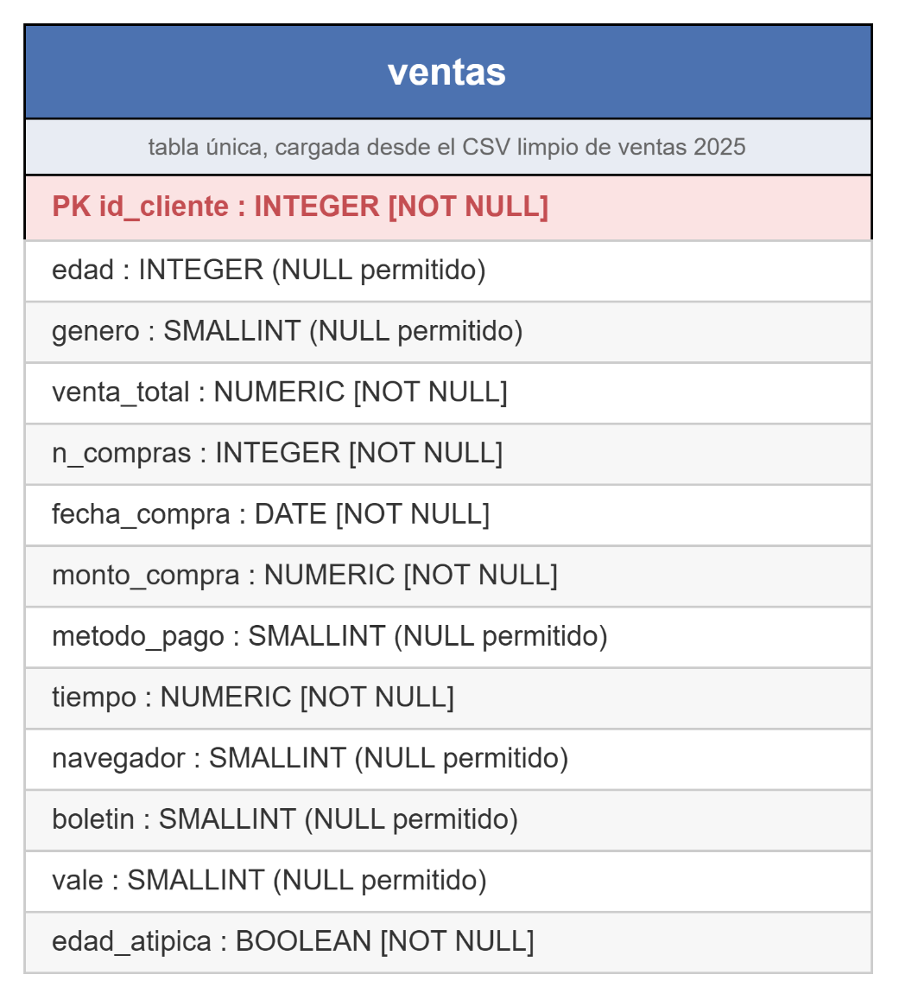 ventas
tabla única, cargada desde el CSV limpio de ventas 2025
PK id_cliente : INTEGER [NOT NULL]
edad : INTEGER (NULL permitido)
genero : SMALLINT (NULL permitido)
venta_total : NUMERIC [NOT NULL]
n_compras : INTEGER [NOT NULL]
fecha_compra : DATE [NOT NULL]
monto_compra : NUMERIC [NOT NULL]
metodo_pago : SMALLINT (NULL permitido)
tiempo : NUMERIC [NOT NULL]
navegador : SMALLINT (NULL permitido)
boletin : SMALLINT (NULL permitido)
vale : SMALLINT (NULL permitido)
edad_atipica : BOOLEAN [NOT NULL]